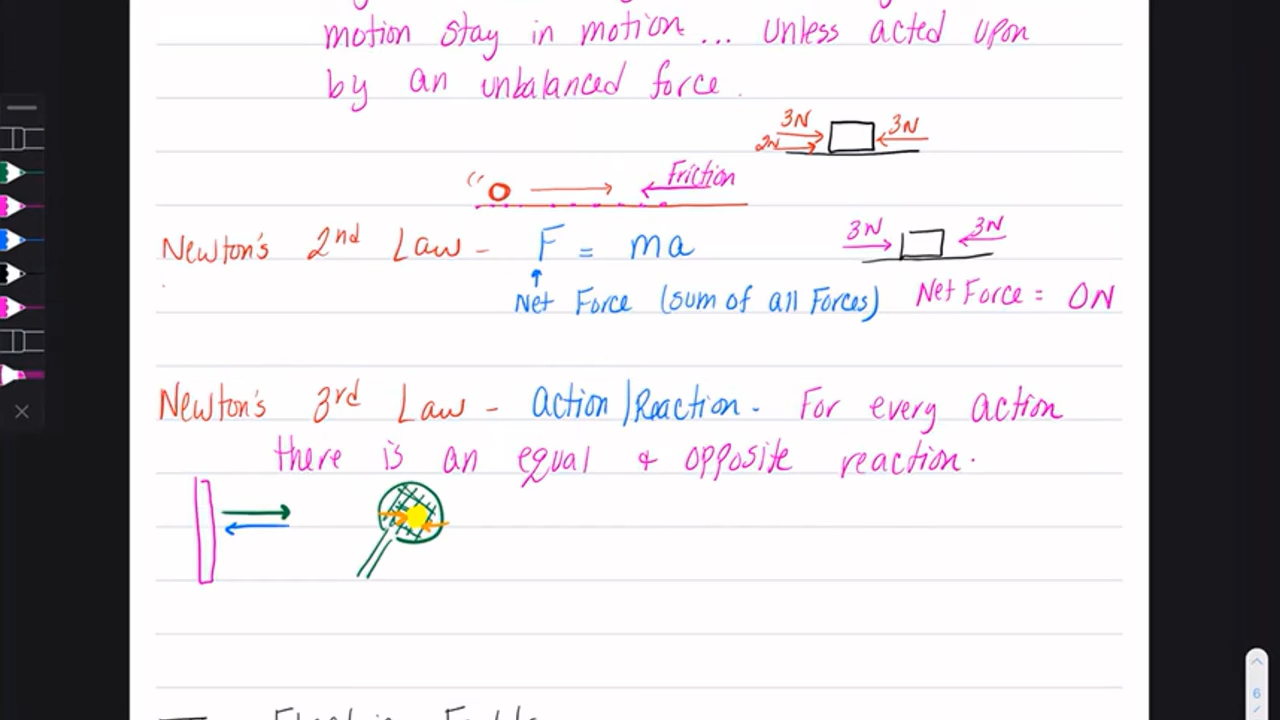 motion stay in motion... unless acted upon
by an unbalanced force.
3N 3N
2N
Friction
Newton's 2nd Law - F = ma
3N 3N
Net Force (sum of all Forces) Net Force = 0N
Newton's 3rd Law - Action/Reaction. For every action
there is an equal & opposite reaction.
6